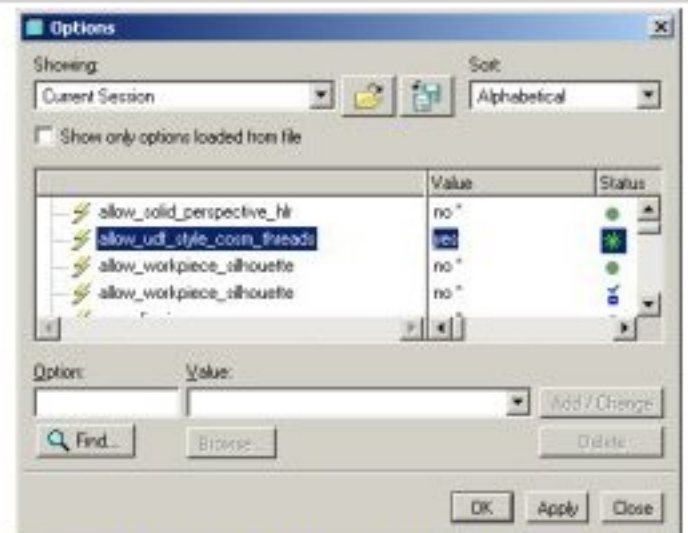 Options
Showing:
Sort:
Current Session
Alphabetical
Show only options loaded from file
Value
Status
allow_solid_perspective_hlr
no *
allow_udf_style_cosm_threads
yes
allow_workpiece_silhouette
no *
allow_workpiece_silhouette
no *
Option:
Value:
Add / Change
Find...
Browse...
Delete
OK
Apply
Close